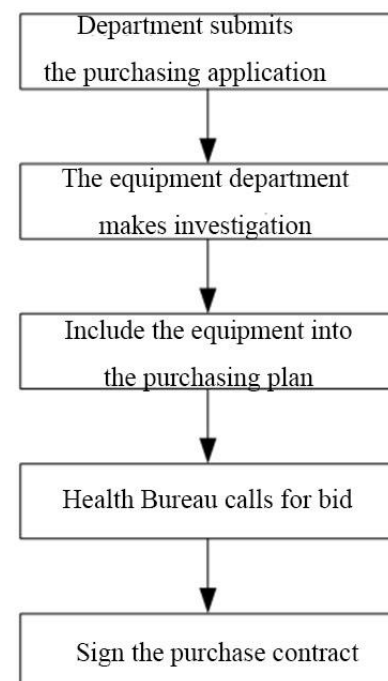 Department submits
the purchasing application
The equipment department
makes investigation
Include the equipment into
the purchasing plan
Health Bureau calls for bid
Sign the purchase contract